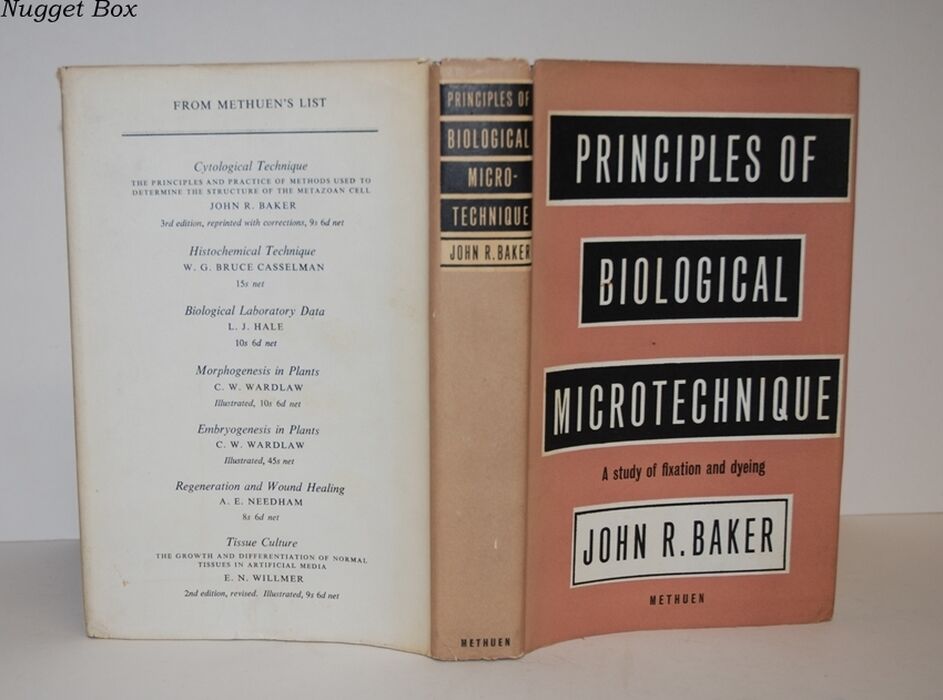 Nugget Box
FROM METHUEN'S LIST
Cytological Technique
THE PRINCIPLES AND PRACTICE OF METHODS USED TO
DETERMINE THE STRUCTURE OF THE METAZOAN CELL
JOHN R. BAKER
3rd edition, reprinted with corrections, 9s 6d net
Histochemical Technique
W. G. BRUCE CASSELMAN
15s net
Biological Laboratory Data
L. J. HALE
10s 6d net
Morphogenesis in Plants
C. W. WARDLAW
Illustrated, 10s 6d net
Embryogenesis in Plants
C. W. WARDLAW
Illustrated, 45s net
Regeneration and Wound Healing
A. E. NEEDHAM
8s 6d net
Tissue Culture
THE GROWTH AND DIFFERENTIATION OF NORMAL
TISSUES IN ARTIFICIAL MEDIA
E. N. WILLMER
2nd edition, revised. Illustrated, 9s 6d net
PRINCIPLES OF
BIOLOGICAL
MICRO-
TECHNIQUE
JOHN R. BAKER
METHUEN
PRINCIPLES OF
BIOLOGICAL
MICROTECHNIQUE
A study of fixation and dyeing
JOHN R. BAKER
METHUEN